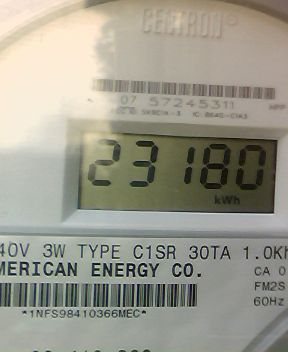 CENTRON
07 57245311
23180
kWh
40V 3W TYPE C1SR 30TA 1.0Kh
MERICAN ENERGY CO.
CA 0
FM2S
60Hz
*1NFS98410366MEC*